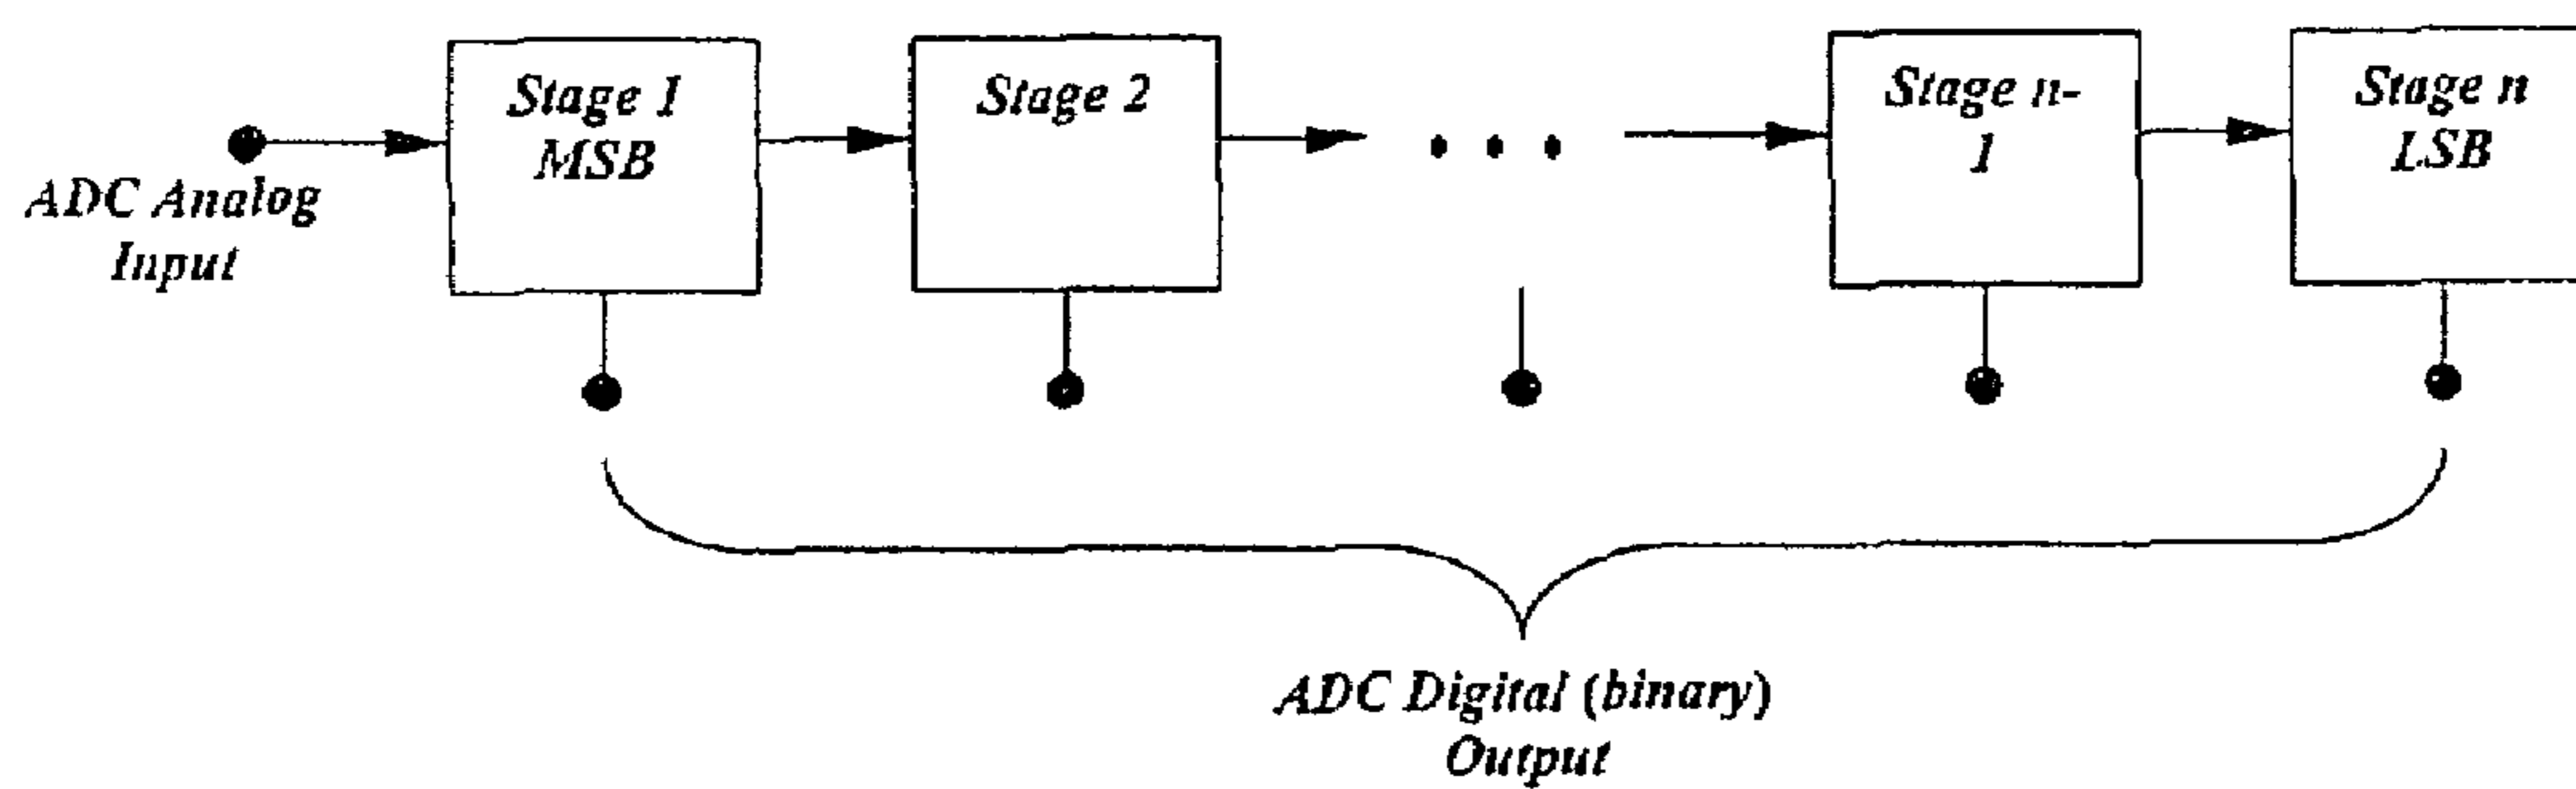 Stage 1
MSB
Stage 2
Stage n-
1
Stage n
LSB
ADC Analog
Input
ADC Digital (binary)
Output